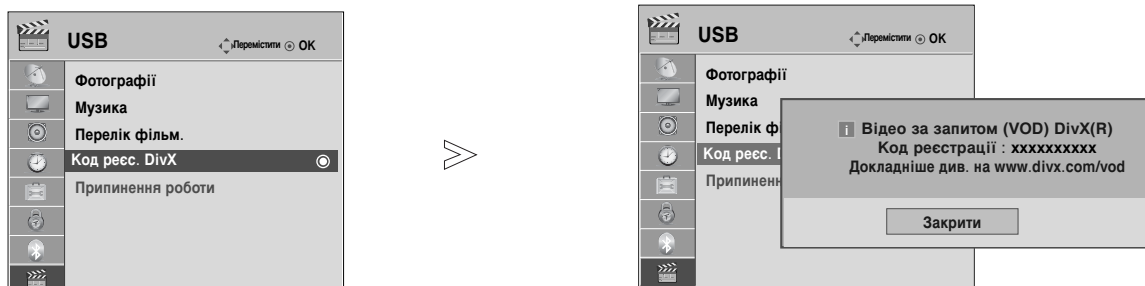 USB
Перемістити OK
Фотографії
Музика
Перелік фільм.
Код реєс. DivX
Припинення роботи
USB
Перемістити OK
Фотографії
Музика
Перелік фі
Код реєс. D
Припиненн
i Відео за запитом (VOD) DivX(R)
Код реєстрації : xxxxxxxxxx
Докладніше див. на www.divx.com/vod
Закрити